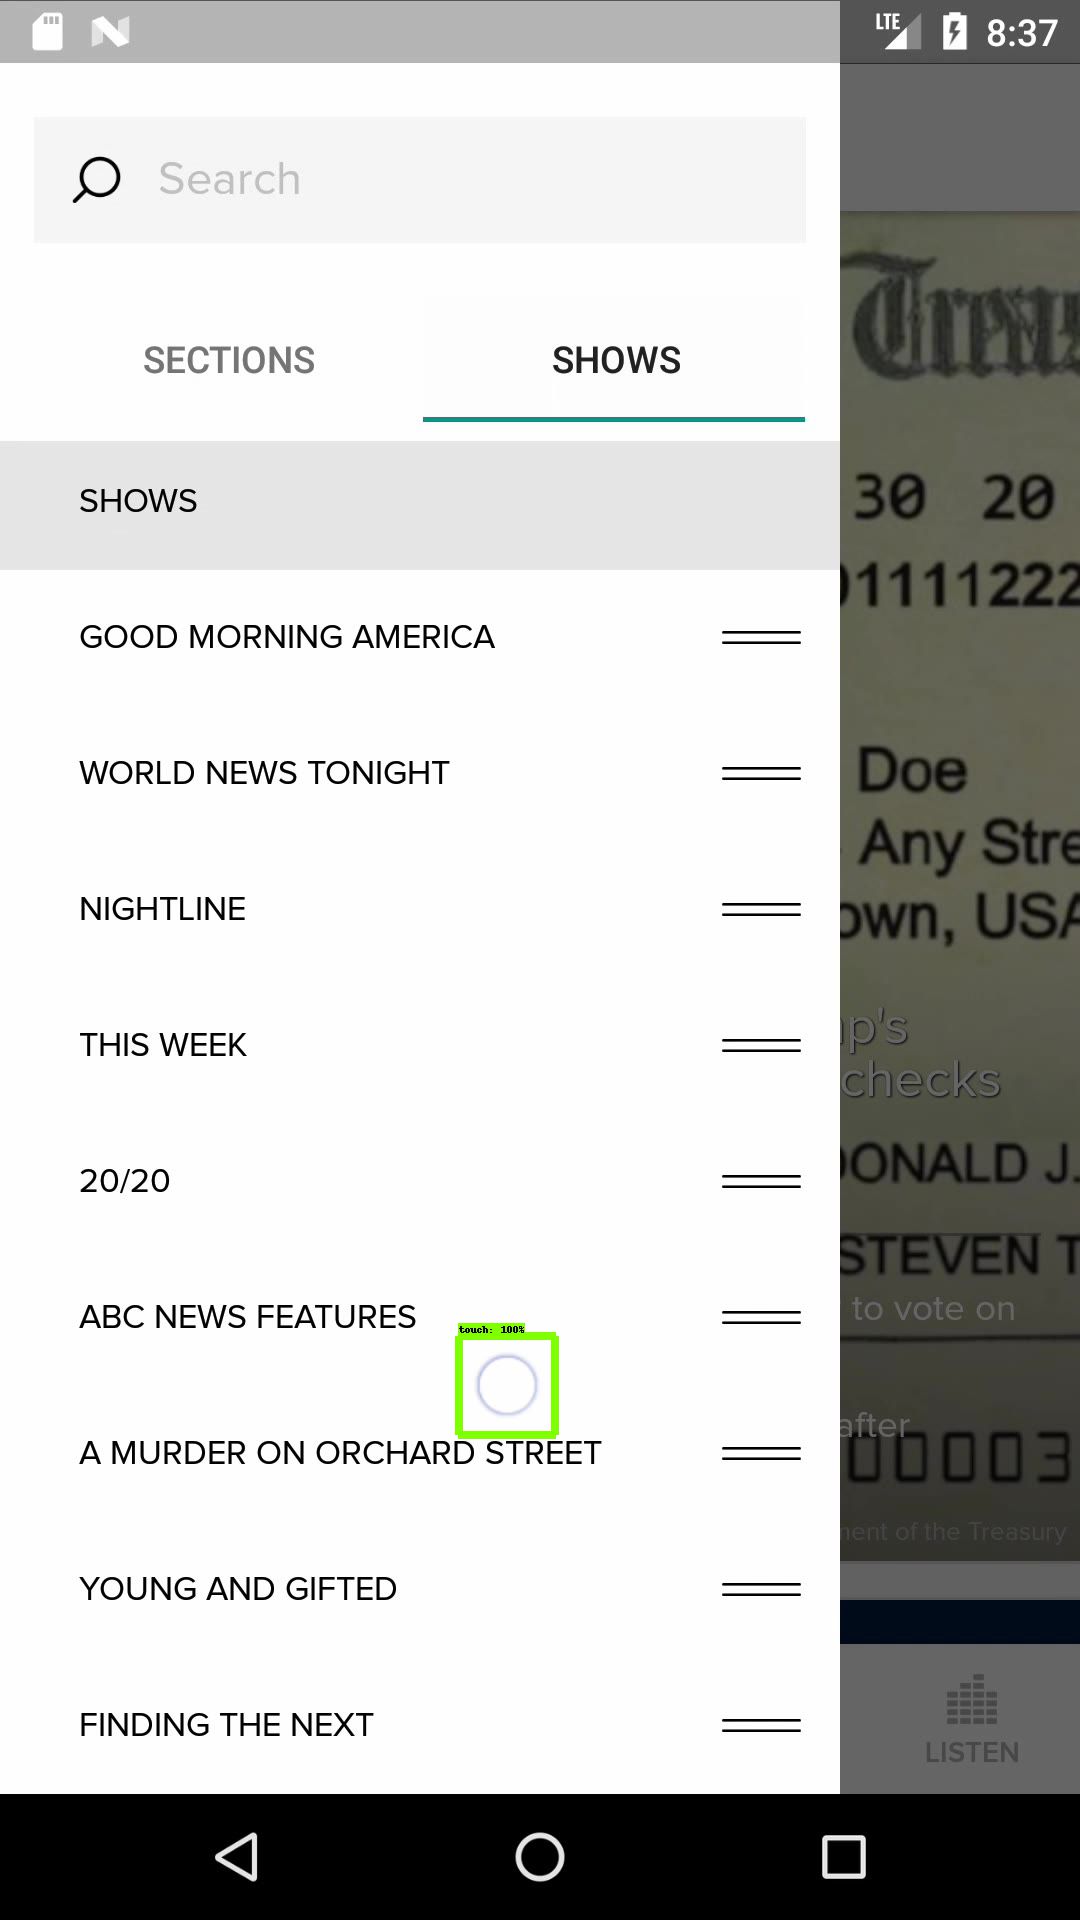 LTE 8:37
Search
SECTIONS SHOWS
SHOWS
GOOD MORNING AMERICA
WORLD NEWS TONIGHT
NIGHTLINE
THIS WEEK
20/20
ABC NEWS FEATURES
touch: 100%
A MURDER ON ORCHARD STREET
YOUNG AND GIFTED
FINDING THE NEXT
30 20
01111222
Doe
Any Stre
own, USA
p's
checks
DONALD J.
STEVEN T
to vote on
after
00003
ment of the Treasury
LISTEN